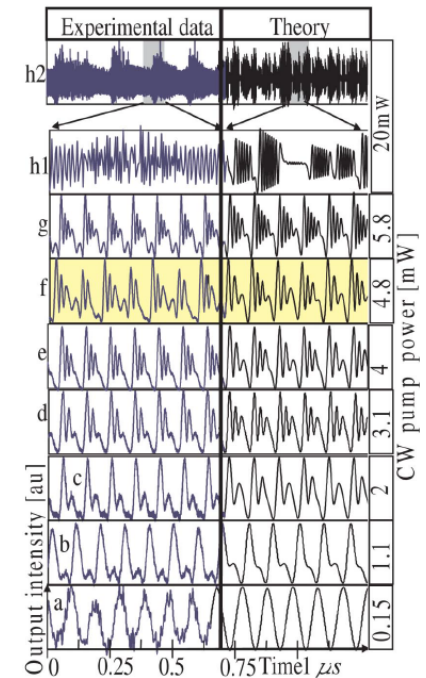 Experimental data Theory
h2
20mW
h1
g 5.8
f 4.8
e 4
d 3.1
c 2
b 1.1
a 0.15
Output intensity [au]
CW pump power [mW]
0 0.25 0.5 0.75 Time1 µs